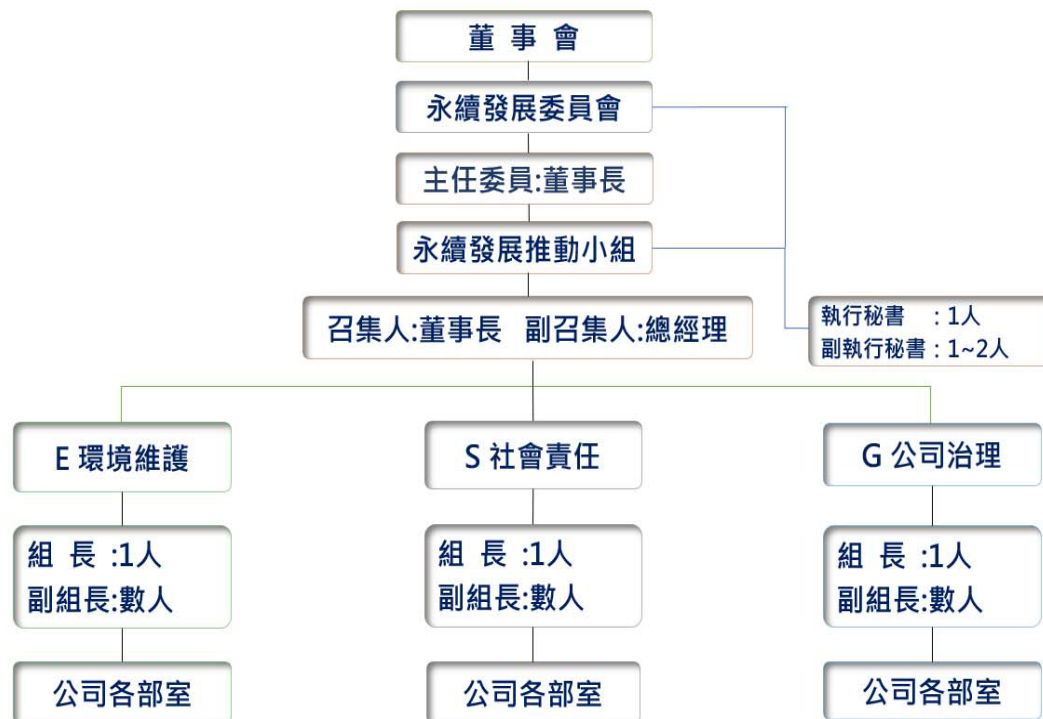 董 事 會
永續發展委員會
主任委員:董事長
永續發展推動小組
召集人:董事長 副召集人:總經理
執行秘書 : 1人
副執行秘書 : 1~2人
E 環境維護
組 長 :1人
副組長:數人
公司各部室
S 社會責任
組 長 :1人
副組長:數人
公司各部室
G 公司治理
組 長 :1人
副組長:數人
公司各部室